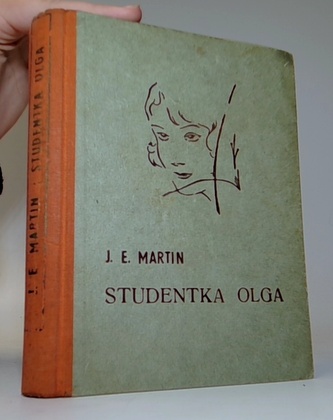 J. E. MARTIN STUDENTKA OLGA
J. E. MARTIN
STUDENTKA OLGA